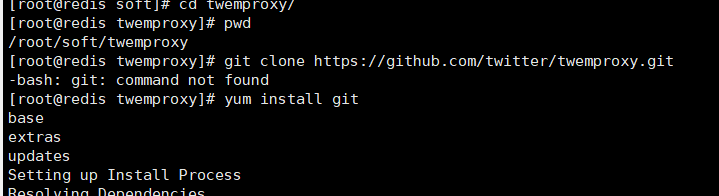 [root@redis soft]# cd twemproxy/
[root@redis twemproxy]# pwd
/root/soft/twemproxy
[root@redis twemproxy]# git clone https://github.com/twitter/twemproxy.git
-bash: git: command not found
[root@redis twemproxy]# yum install git
base
extras
updates
Setting up Install Process
Resolving Dependencies